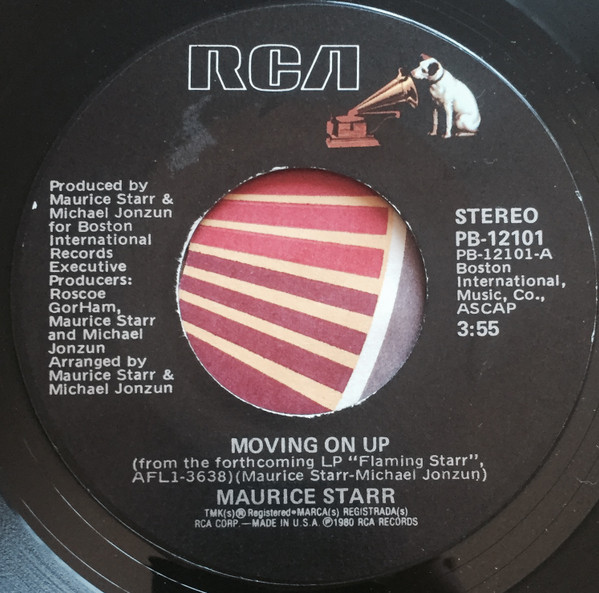 RCA
Produced by
Maurice Starr &
Michael Jonzun
for Boston
International
Records
Executive
Producers:
Roscoe
GorHam,
Maurice Starr
and Michael
Jonzun
Arranged by
Maurice Starr &
Michael Jonzun
STEREO
PB-12101
PB-12101-A
Boston
International,
Music, Co.,
ASCAP
3:55
MOVING ON UP
(from the forthcoming LP "Flaming Starr",
AFL1-3638)(Maurice Starr-Michael Jonzun)
MAURICE STARR
TMK(s)®Registered•MARCA(s) REGISTRADA(s)
RCA CORP.—MADE IN U.S.A. ℗1980 RCA RECORDS